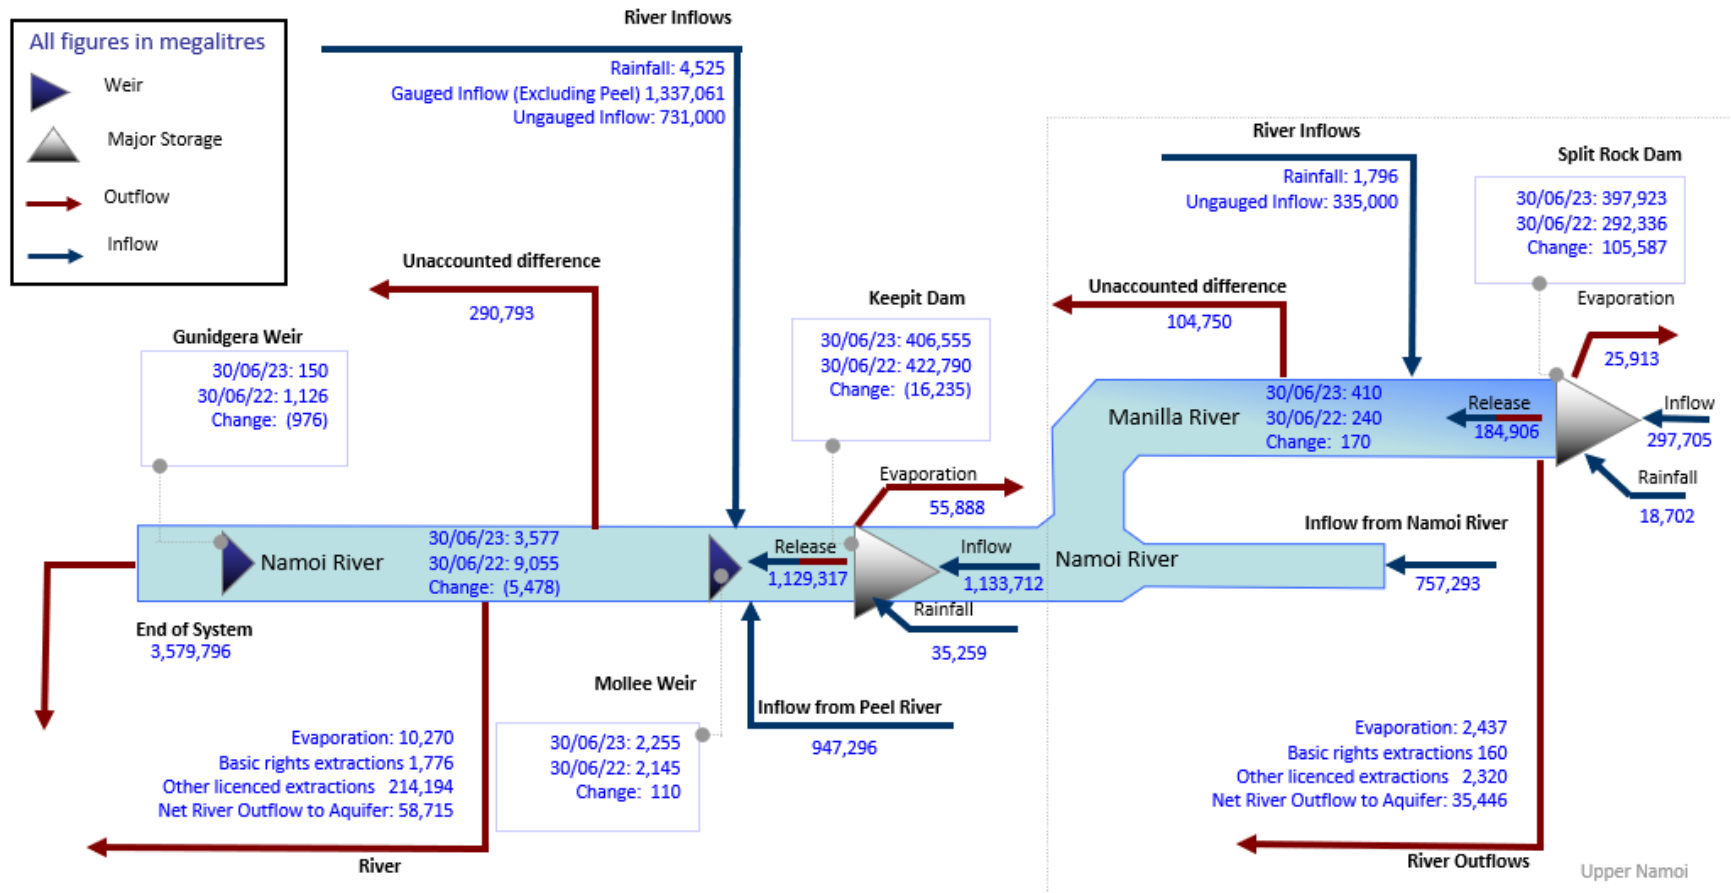 All figures in megalitres
Weir
Major Storage
Outflow
Inflow
River Inflows
Rainfall: 4,525
Gauged Inflow (Excluding Peel) 1,337,061
Ungauged Inflow: 731,000
River Inflows
Rainfall: 1,796
Ungauged Inflow: 335,000
Split Rock Dam
30/06/23: 397,923
30/06/22: 292,336
Change: 105,587
Evaporation
25,913
Inflow
297,705
Rainfall
18,702
Unaccounted difference
290,793
Keepit Dam
30/06/23: 406,555
30/06/22: 422,790
Change: (16,235)
Unaccounted difference
104,750
Gunidgera Weir
30/06/23: 150
30/06/22: 1,126
Change: (976)
Manilla River
30/06/23: 410
30/06/22: 240
Change: 170
Release
184,906
Evaporation
55,888
Inflow from Namoi River
757,293
Namoi River
30/06/23: 3,577
30/06/22: 9,055
Change: (5,478)
Release
1,129,317
Inflow
1,133,712
Namoi River
Rainfall
35,259
End of System
3,579,796
Mollee Weir
30/06/23: 2,255
30/06/22: 2,145
Change: 110
Inflow from Peel River
947,296
Evaporation: 10,270
Basic rights extractions 1,776
Other licenced extractions 214,194
Net River Outflow to Aquifer: 58,715
River
Evaporation: 2,437
Basic rights extractions 160
Other licenced extractions 2,320
Net River Outflow to Aquifer: 35,446
River Outflows
Upper Namoi